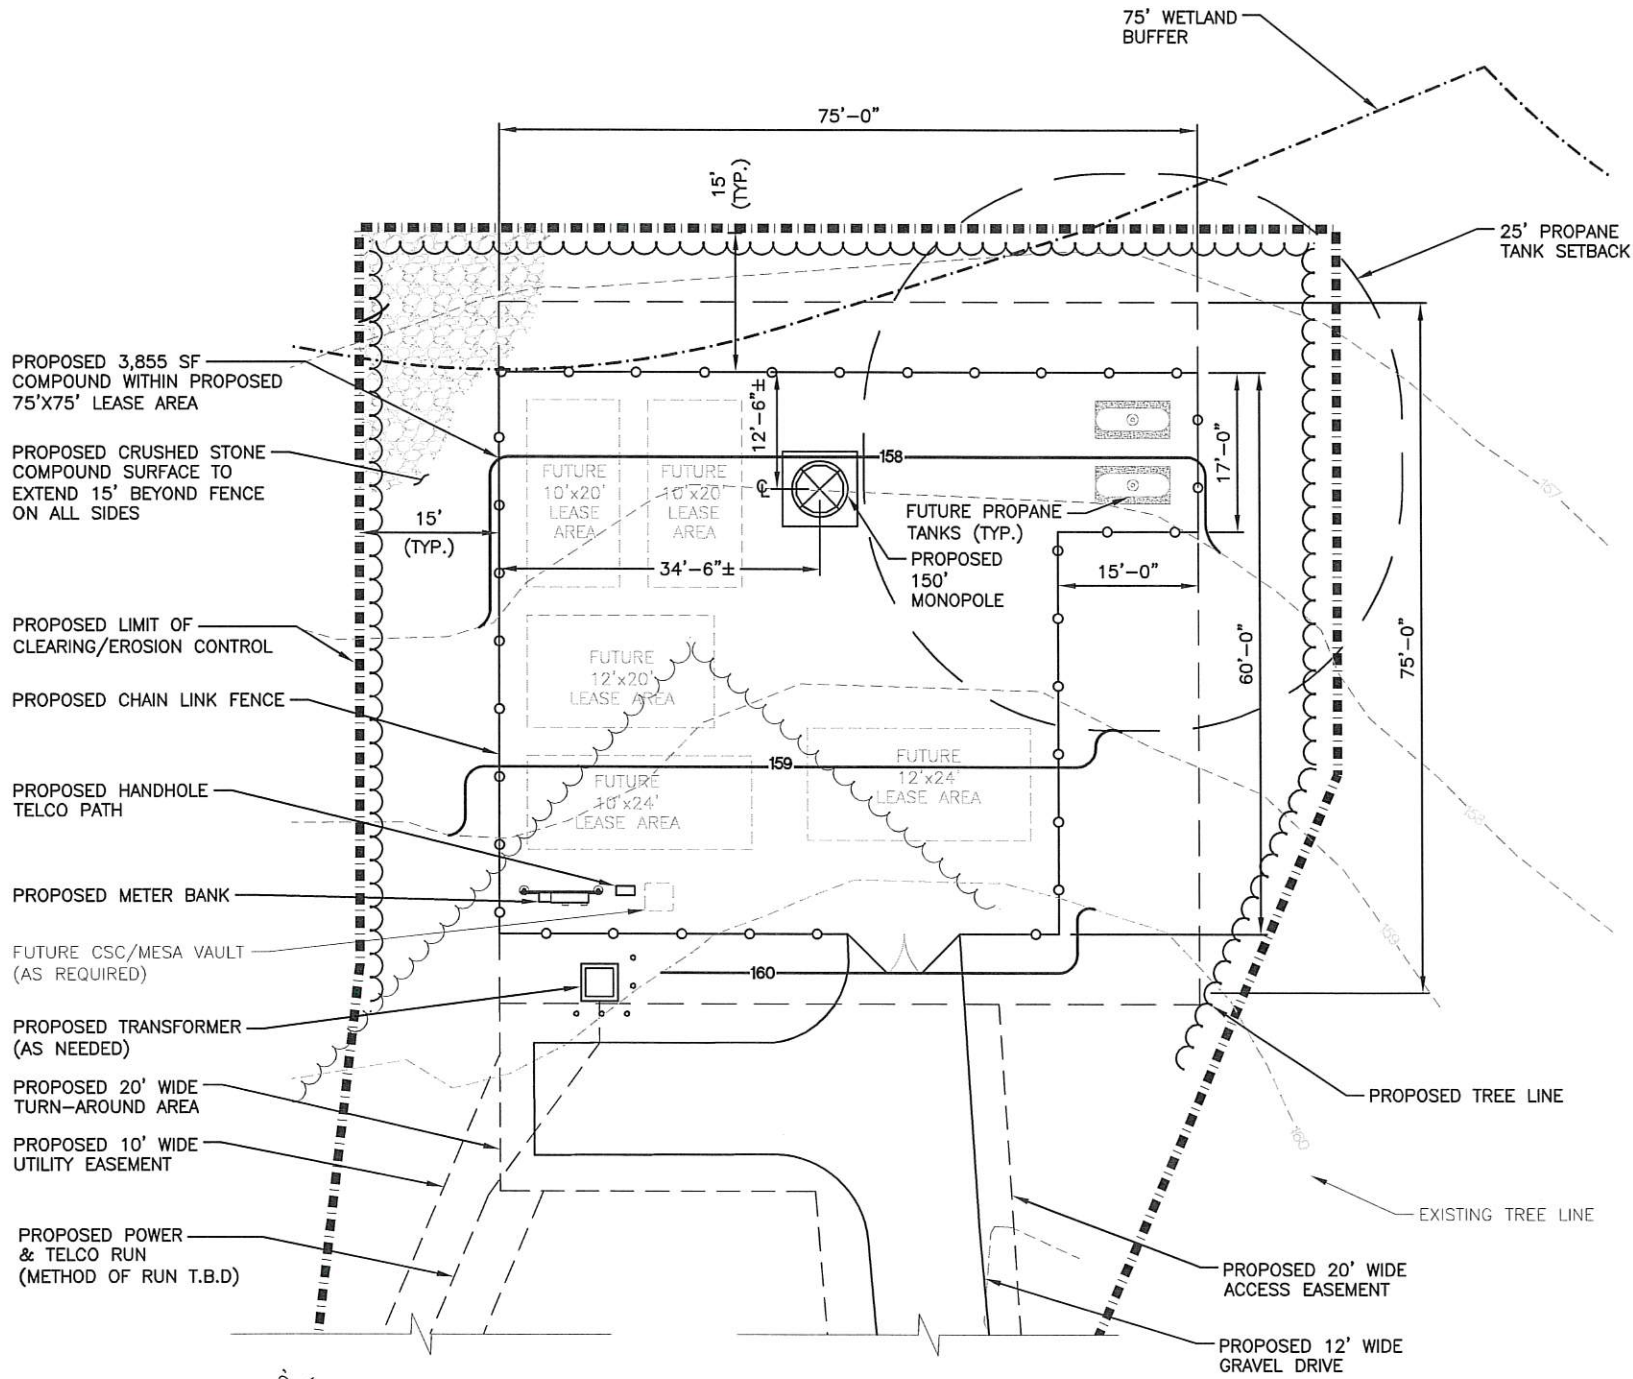 75' WETLAND
BUFFER
75'-0"
15'
(TYP.)
25' PROPANE
TANK SETBACK
PROPOSED 3,855 SF
COMPOUND WITHIN PROPOSED
75'X75' LEASE AREA
PROPOSED CRUSHED STONE
COMPOUND SURFACE TO
EXTEND 15' BEYOND FENCE
ON ALL SIDES
15'
(TYP.)
12'-6"±
158
17'-0"
157
FUTURE
10'x20'
LEASE
AREA
FUTURE
10'x20'
LEASE
AREA
℄
FUTURE PROPANE
TANKS (TYP.)
PROPOSED
150'
MONOPOLE
34'-6"±
15'-0"
60'-0"
75'-0"
PROPOSED LIMIT OF
CLEARING/EROSION CONTROL
FUTURE
12'x20'
LEASE AREA
PROPOSED CHAIN LINK FENCE
159
FUTURE
12'x24'
LEASE AREA
FUTURE
10'x24'
LEASE AREA
158
PROPOSED HANDHOLE
TELCO PATH
PROPOSED METER BANK
FUTURE CSC/MESA VAULT
(AS REQUIRED)
159
160
PROPOSED TRANSFORMER
(AS NEEDED)
PROPOSED 20' WIDE
TURN-AROUND AREA
PROPOSED TREE LINE
160
PROPOSED 10' WIDE
UTILITY EASEMENT
EXISTING TREE LINE
PROPOSED POWER
& TELCO RUN
(METHOD OF RUN T.B.D)
PROPOSED 20' WIDE
ACCESS EASEMENT
PROPOSED 12' WIDE
GRAVEL DRIVE